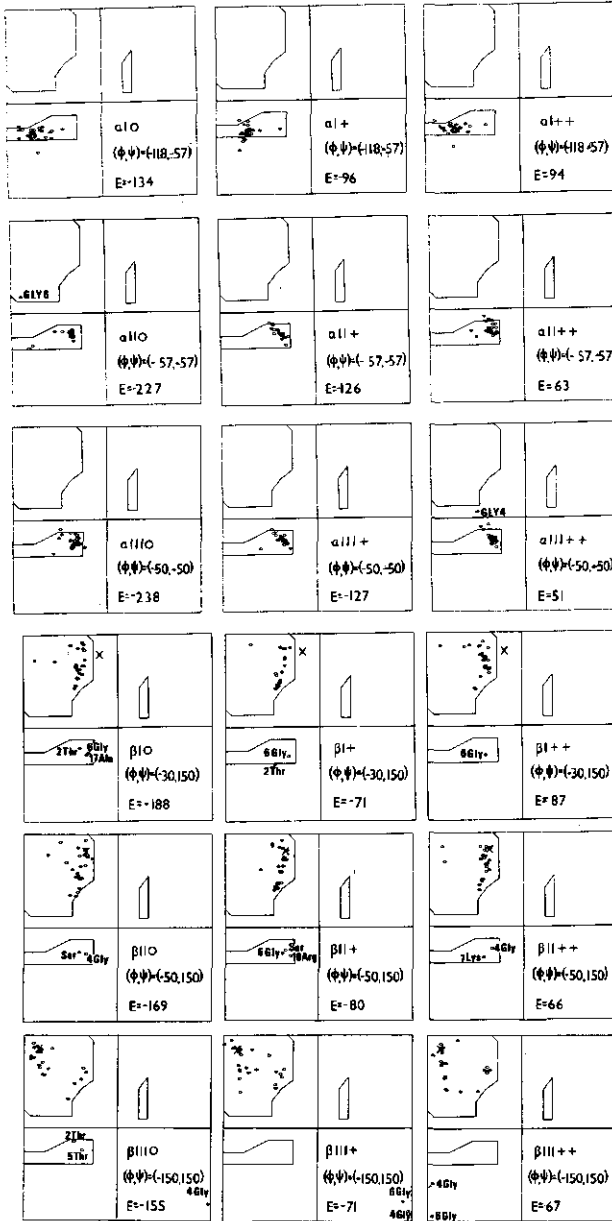 αI0
(ϕ,ψ)=(-118,-57)
E=-134
αI+
(ϕ,ψ)=(-118,-57)
E=-96
αI++
(ϕ,ψ)=(-118,-57)
E=94
GLY6
αII0
(ϕ,ψ)=(-57,-57)
E=-227
αII+
(ϕ,ψ)=(-57,-57)
E=-126
αII++
(ϕ,ψ)=(-57,-57)
E=63
αIII0
(ϕ,ψ)=(-50,-50)
E=-238
αIII+
(ϕ,ψ)=(-50,-50)
E=-127
GLY4
αIII++
(ϕ,ψ)=(-50,-50)
E=51
X
2Thr
6Gly
17Ala
βI0
(ϕ,ψ)=(-30,150)
E=-188
X
6Gly
2Thr
βI+
(ϕ,ψ)=(-30,150)
E=-71
X
6Gly
βI++
(ϕ,ψ)=(-30,150)
E=87
X
Ser
4Gly
βII0
(ϕ,ψ)=(-50,150)
E=-169
X
6Gly
Ser
18Arg
βII+
(ϕ,ψ)=(-50,150)
E=-80
X
7Lys
4Gly
βII++
(ϕ,ψ)=(-50,150)
E=66
X
2Thr
5Thr
βIII0
(ϕ,ψ)=(-150,150)
E=-155
4Gly
X
βIII+
(ϕ,ψ)=(-150,150)
E=-71
6Gly
4Gly
X
βIII++
(ϕ,ψ)=(-150,150)
E=67
4Gly
6Gly